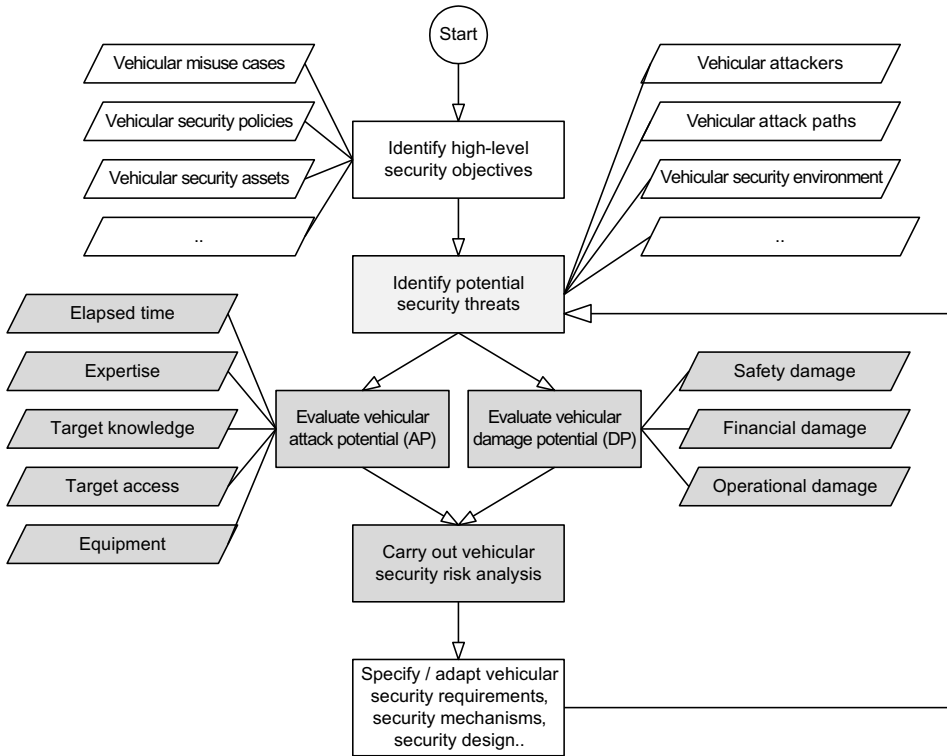 Start
Vehicular misuse cases
Vehicular security policies
Vehicular security assets
..
Identify high-level
security objectives
Vehicular attackers
Vehicular attack paths
Vehicular security environment
..
Identify potential
security threats
Elapsed time
Expertise
Target knowledge
Target access
Equipment
Evaluate vehicular
attack potential (AP)
Evaluate vehicular
damage potential (DP)
Safety damage
Financial damage
Operational damage
Carry out vehicular
security risk analysis
Specify / adapt vehicular
security requirements,
security mechanisms,
security design..